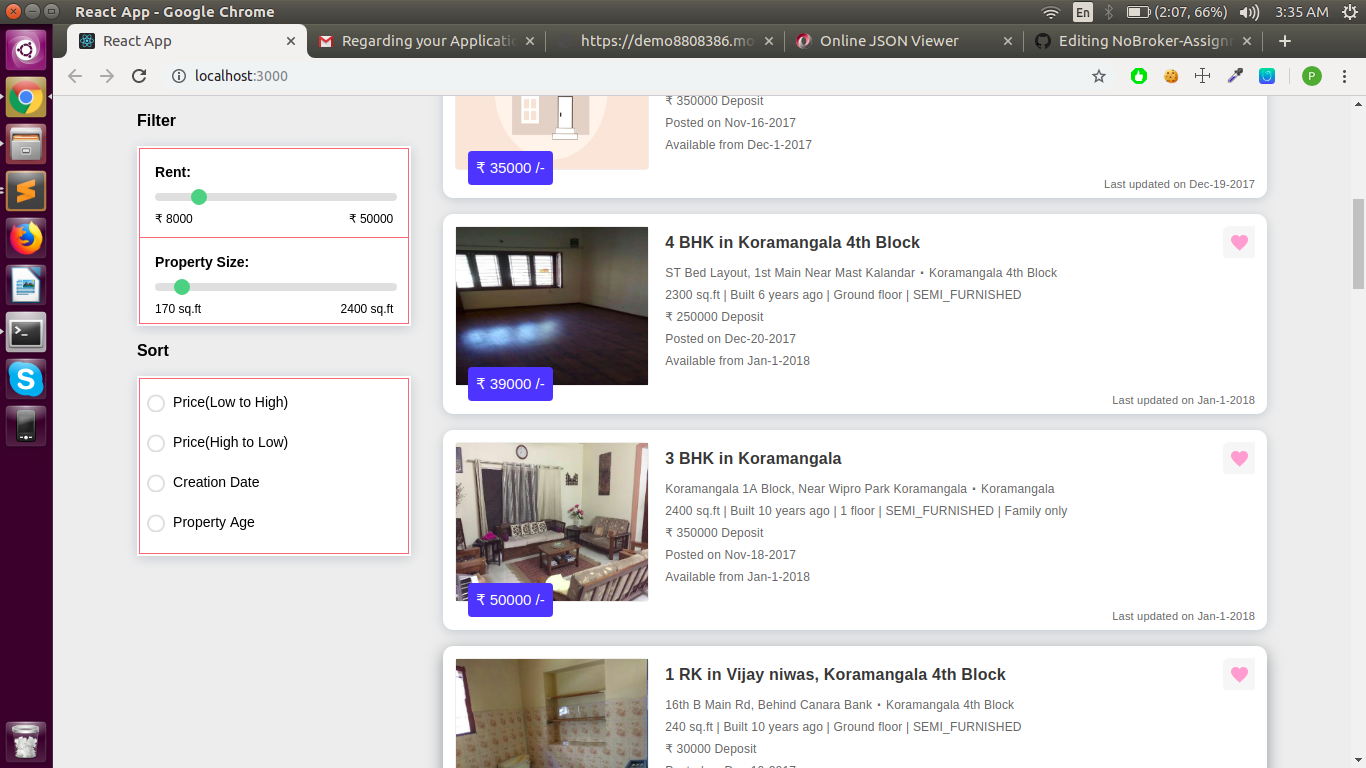 React App - Google Chrome
En
(2:07, 66%)
3:35 AM
React App
Regarding your Applicatio
https://demo8808386.mo
Online JSON Viewer
Editing NoBroker-Assignm
localhost:3000
P
Filter
Rent:
₹ 8000
₹ 50000
Property Size:
170 sq.ft
2400 sq.ft
Sort
Price(Low to High)
Price(High to Low)
Creation Date
Property Age
₹ 350000 Deposit
Posted on Nov-16-2017
Available from Dec-1-2017
₹ 35000 /-
Last updated on Dec-19-2017
4 BHK in Koramangala 4th Block
ST Bed Layout, 1st Main Near Mast Kalandar • Koramangala 4th Block
2300 sq.ft | Built 6 years ago | Ground floor | SEMI_FURNISHED
₹ 250000 Deposit
Posted on Dec-20-2017
Available from Jan-1-2018
₹ 39000 /-
Last updated on Jan-1-2018
3 BHK in Koramangala
Koramangala 1A Block, Near Wipro Park Koramangala • Koramangala
2400 sq.ft | Built 10 years ago | 1 floor | SEMI_FURNISHED | Family only
₹ 350000 Deposit
Posted on Nov-18-2017
Available from Jan-1-2018
₹ 50000 /-
Last updated on Jan-1-2018
1 RK in Vijay niwas, Koramangala 4th Block
16th B Main Rd, Behind Canara Bank • Koramangala 4th Block
240 sq.ft | Built 10 years ago | Ground floor | SEMI_FURNISHED
₹ 30000 Deposit